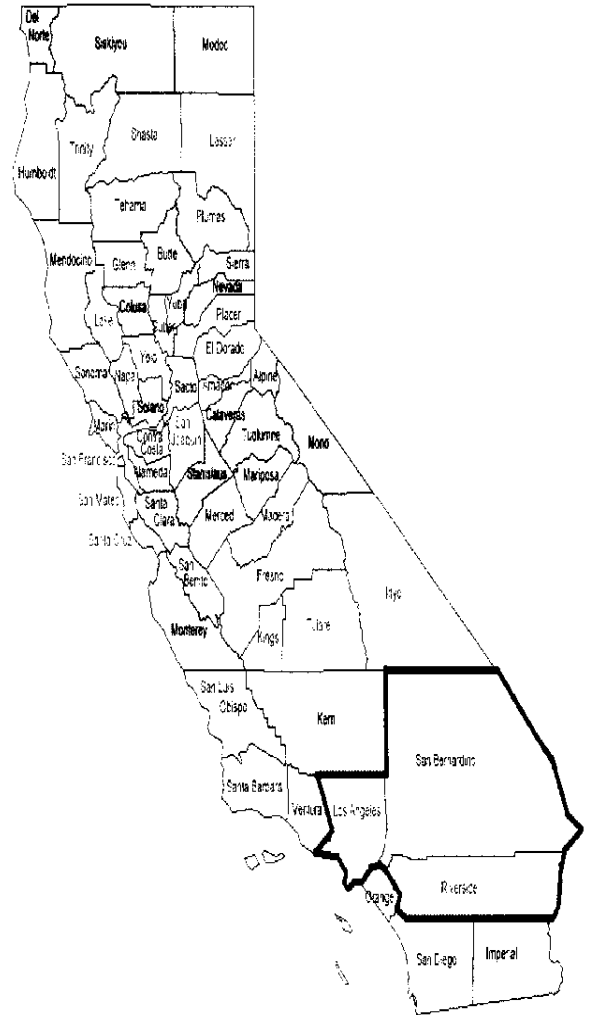 Del
Norte
Siskiyou
Modoc
Shasta
Lassen
Trinity
Humboldt
Tehama
Plumas
Mendocino
Glenn
Butte
Sierra
Nevada
Colusa
Yuba
Lake
Sutter
Placer
El Dorado
Yolo
Sonoma
Napa
Sacto
Amador
Alpine
Solano
Calaveras
Marin
San
Joaquin
Contra
Costa
Tuolumne
Mono
San Francisco
Alameda
Stanislaus
Mariposa
San Mateo
Santa
Clara
Merced
Madera
Santa Cruz
San
Benito
Fresno
Inyo
Monterey
Kings
Tulare
San Luis
Obispo
Kern
San Bernardino
Santa Barbara
Ventura
Los Angeles
Orange
Riverside
San Diego
Imperial